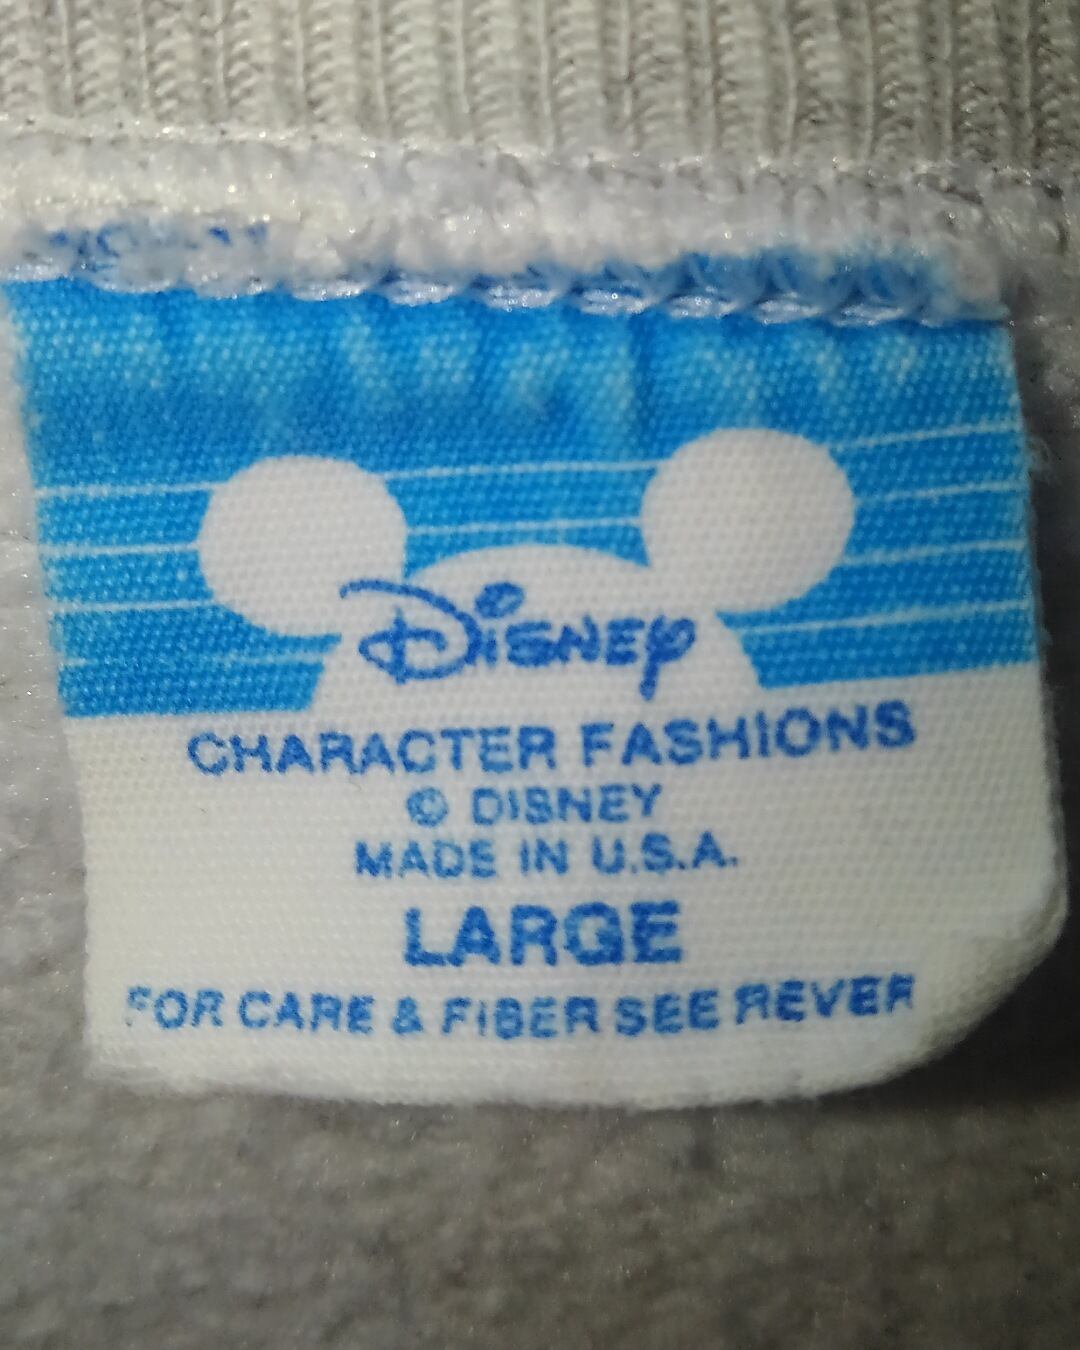 Disney
CHARACTER FASHIONS
© DISNEY
MADE IN U.S.A.
LARGE
FOR CARE & FIBER SEE REVER